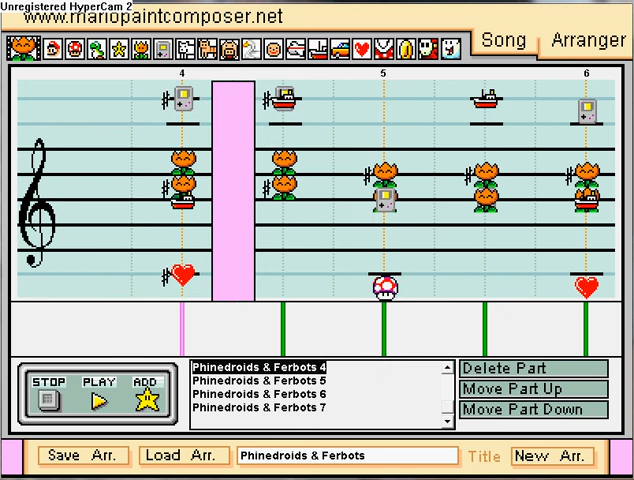 Unregistered HyperCam 2
www.mariopaintcomposer.net
Song
Arranger
4
5
6
STOP
PLAY
ADD
Phinedroids & Ferbots 4
Phinedroids & Ferbots 5
Phinedroids & Ferbots 6
Phinedroids & Ferbots 7
Delete Part
Move Part Up
Move Part Down
Save Arr.
Load Arr.
Phinedroids & Ferbots
Title
New Arr.